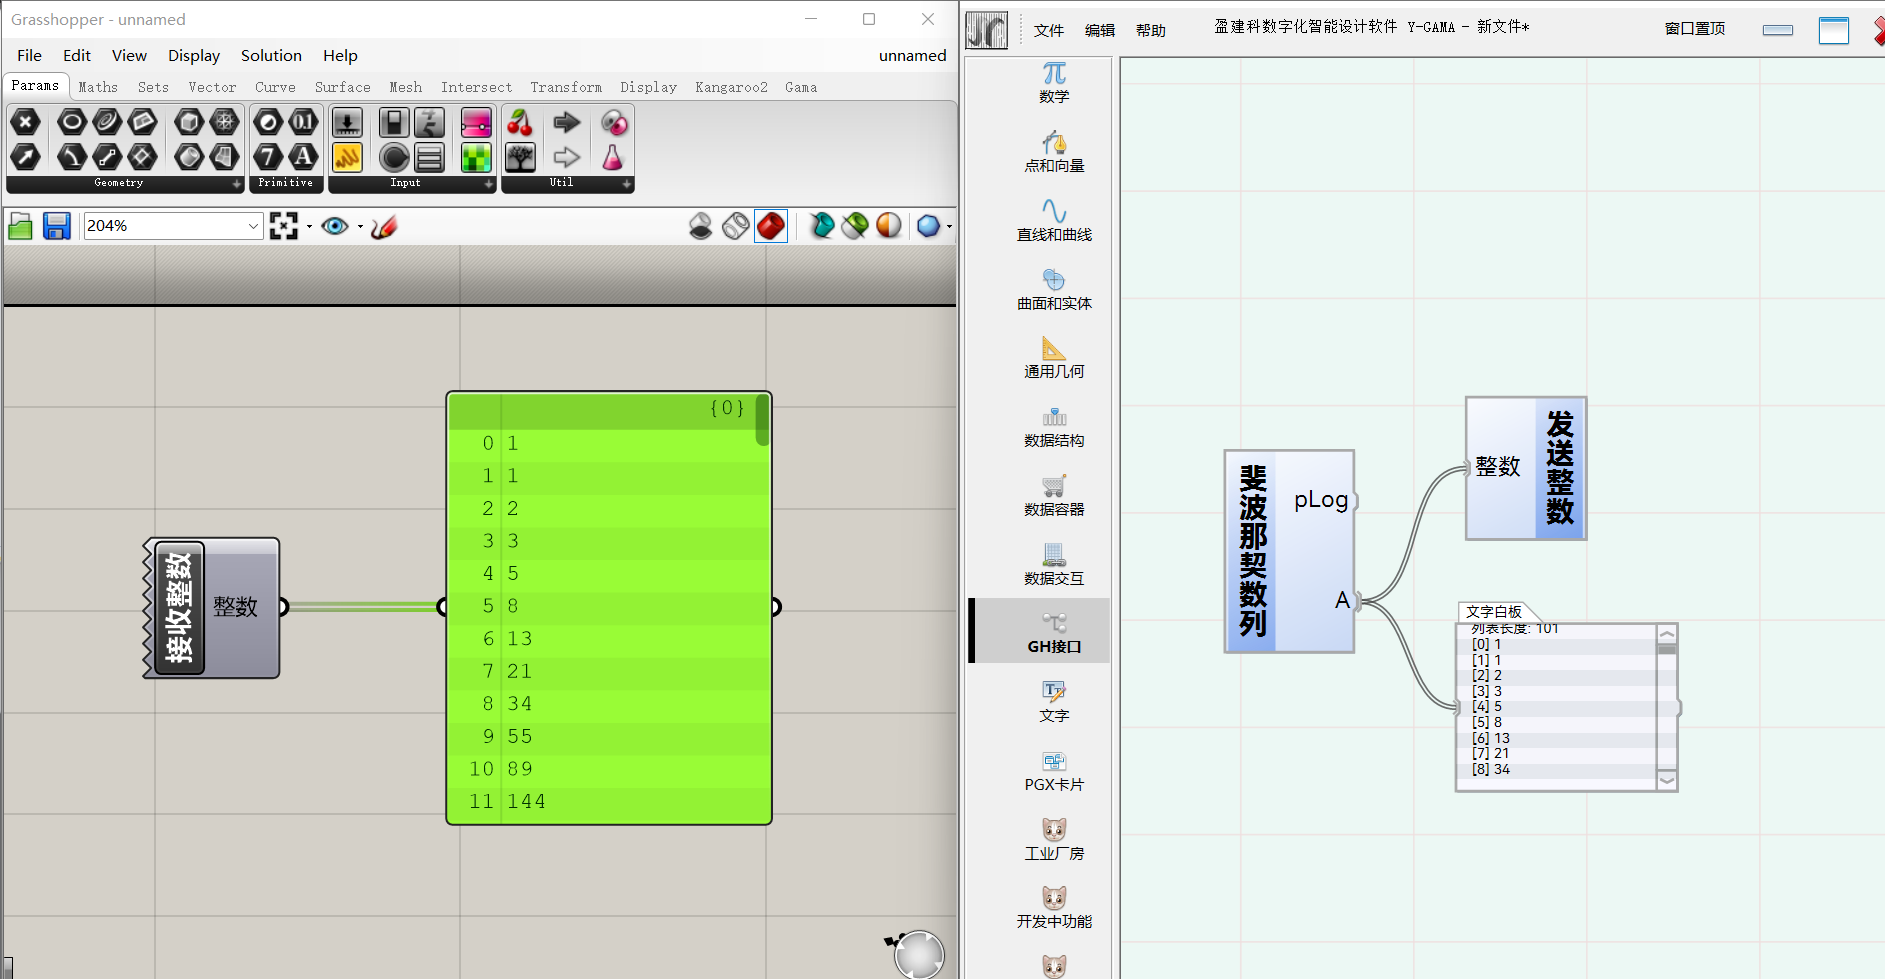 Grasshopper - unnamed
File Edit View Display Solution Help
unnamed
Params Maths Sets Vector Curve Surface Mesh Intersect Transform Display Kangaroo2 Gama
0.1
7 A
Geometry Primitive Input Util
204%
接收整数
整数
{0}
0 1
1 1
2 2
3 3
4 5
5 8
6 13
7 21
8 34
9 55
10 89
11 144
文件 编辑 帮助
盈建科数字化智能设计软件 Y-GAMA - 新文件*
窗口置顶
π
数学
点和向量
直线和曲线
曲面和实体
通用几何
数据结构
数据容器
数据交互
GH接口
文字
PGX卡片
工业厂房
开发中功能
斐波那契数列
pLog
A
整数
发送整数
文字白板
列表长度: 101
[0] 1
[1] 1
[2] 2
[3] 3
[4] 5
[5] 8
[6] 13
[7] 21
[8] 34